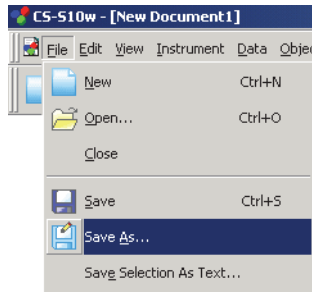 CS-S10w - [New Document1]
File Edit View Instrument Data
New Ctrl+N
Open... Ctrl+O
Close
Save Ctrl+S
Save As...
Save Selection As Text...